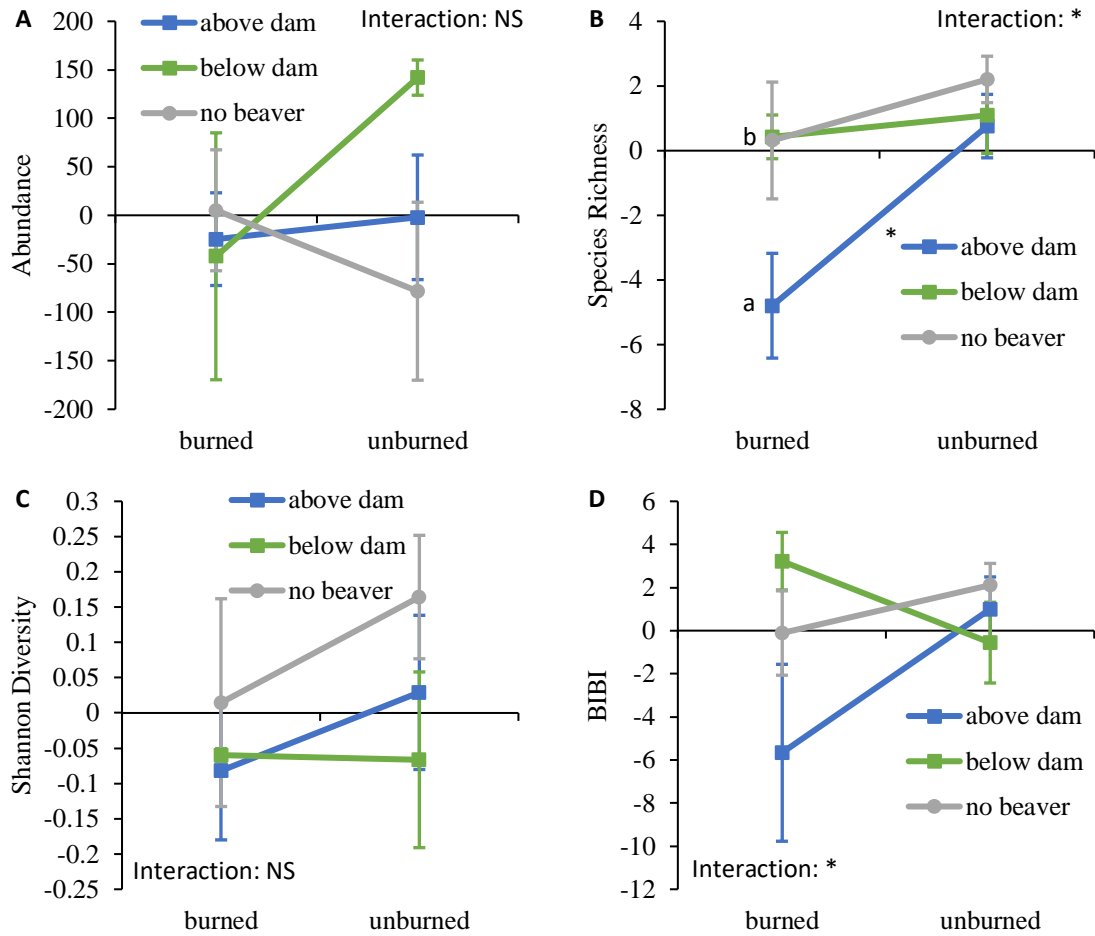 A
Interaction: NS
above dam
below dam
no beaver
200
150
100
50
0
-50
-100
-150
-200
Abundance
burned
unburned
B
Interaction: *
4
2
0
-2
-4
-6
-8
Species Richness
b
a
*
above dam
below dam
no beaver
burned
unburned
C
above dam
below dam
no beaver
0.3
0.25
0.2
0.15
0.1
0.05
0
-0.05
-0.1
-0.15
-0.2
-0.25
Shannon Diversity
Interaction: NS
burned
unburned
D
6
4
2
0
-2
-4
-6
-8
-10
-12
BIBI
above dam
below dam
no beaver
Interaction: *
burned
unburned